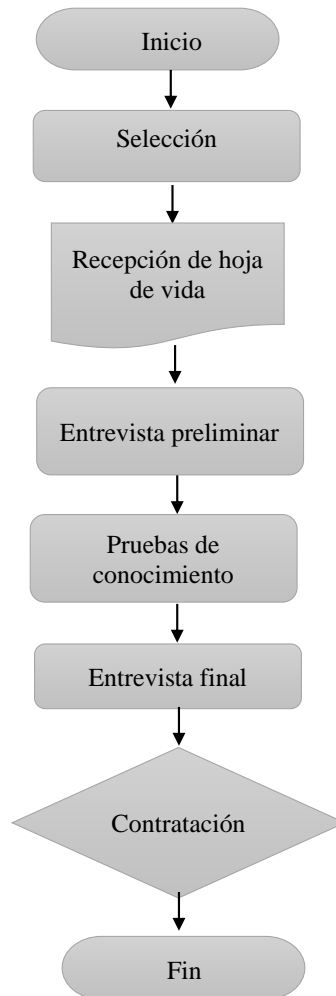 Inicio
Selección
Recepción de hoja
de vida
Entrevista preliminar
Pruebas de
conocimiento
Entrevista final
Contratación
Fin